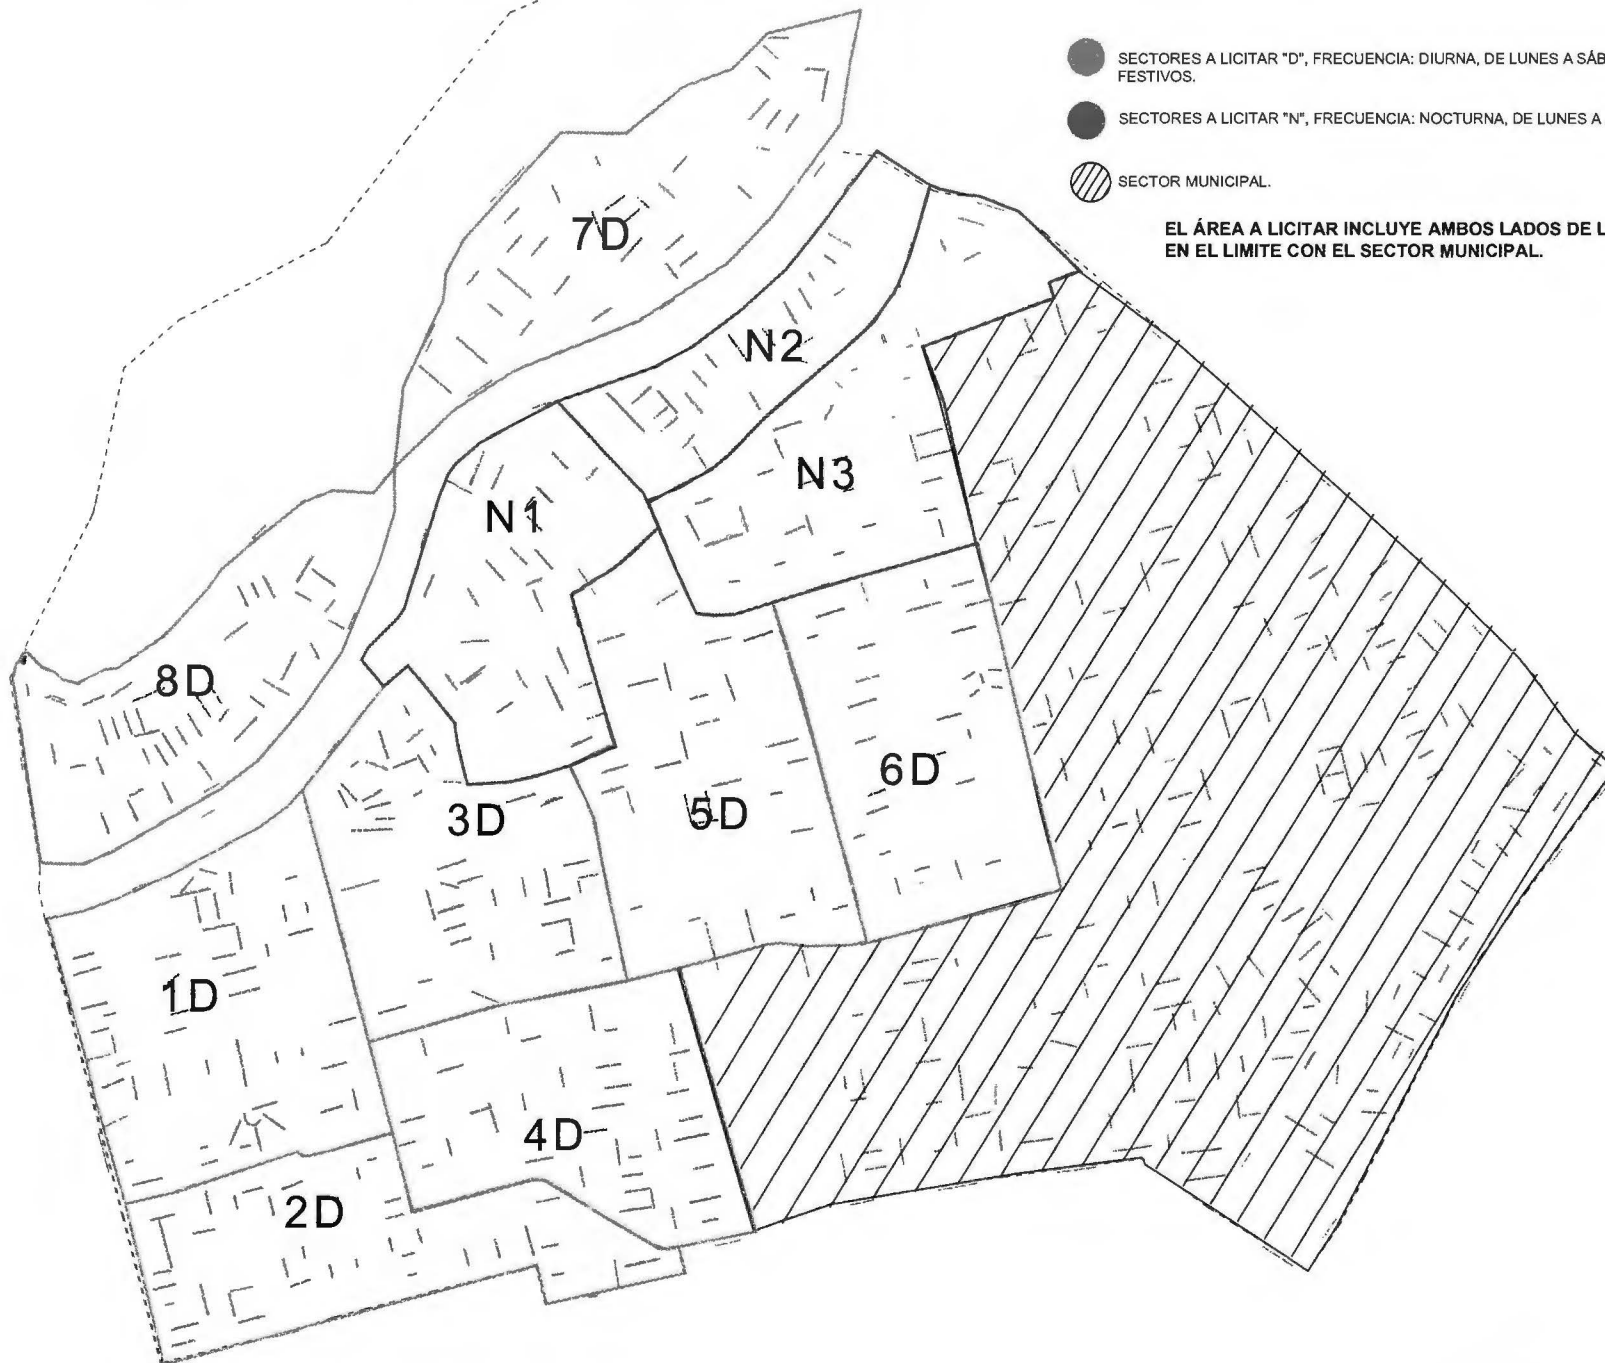 SECTORES A LICITAR "D", FRECUENCIA: DIURNA, DE LUNES A SÁB
FESTIVOS.
SECTORES A LICITAR "N", FRECUENCIA: NOCTURNA, DE LUNES A
SECTOR MUNICIPAL.
EL ÁREA A LICITAR INCLUYE AMBOS LADOS DE L
EN EL LIMITE CON EL SECTOR MUNICIPAL.
7D
N2
N3
N1
8D
6D
3D
5D
1D
4D
2D